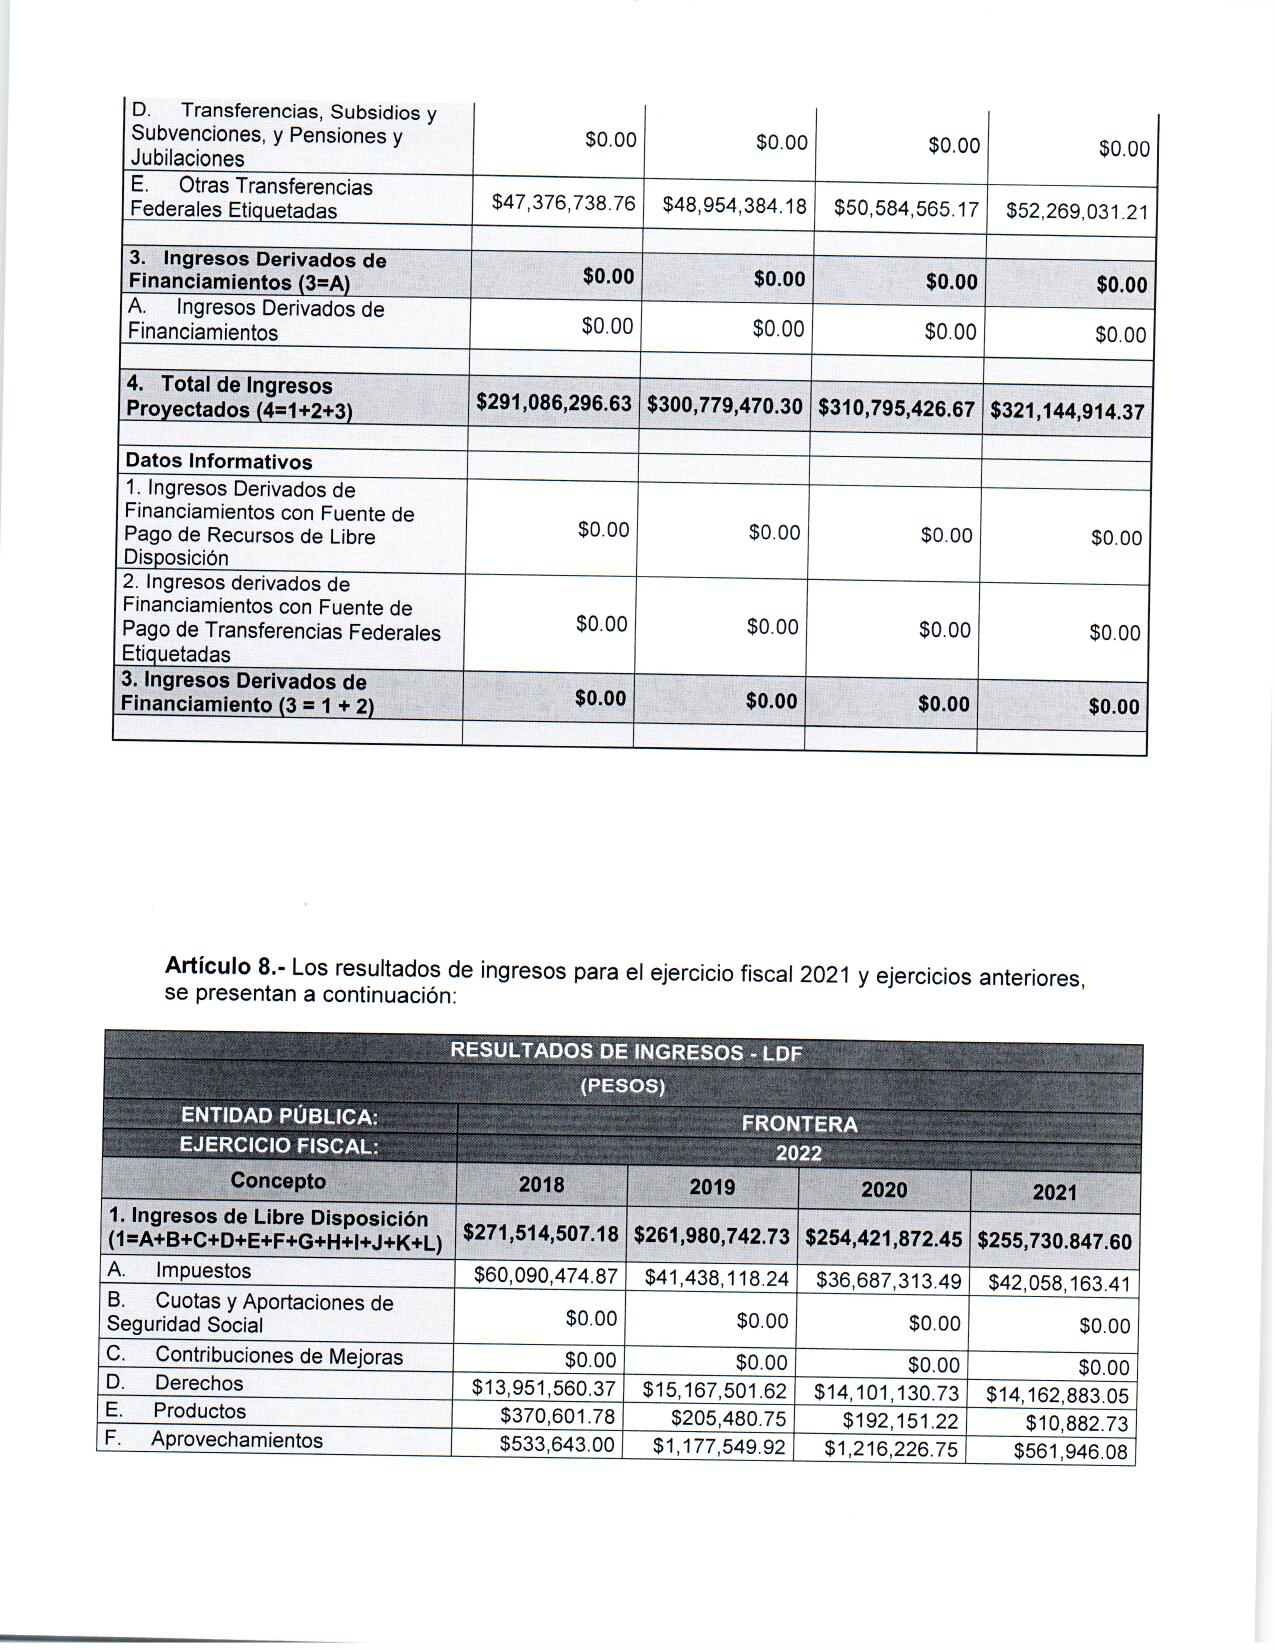 D. Transferencias, Subsidios y
Subvenciones, y Pensiones y
Jubilaciones
$0.00 $0.00 $0.00 $0.00
E. Otras Transferencias
Federales Etiquetadas
$47,376,738.76 $48,954,384.18 $50,584,565.17 $52,269,031.21
3. Ingresos Derivados de
Financiamientos (3=A)
$0.00 $0.00 $0.00 $0.00
A. Ingresos Derivados de
Financiamientos
$0.00 $0.00 $0.00 $0.00
4. Total de Ingresos
Proyectados (4=1+2+3)
$291,086,296.63 $300,779,470.30 $310,795,426.67 $321,144,914.37
Datos Informativos
1. Ingresos Derivados de
Financiamientos con Fuente de
Pago de Recursos de Libre
Disposición
$0.00 $0.00 $0.00 $0.00
2. Ingresos derivados de
Financiamientos con Fuente de
Pago de Transferencias Federales
Etiquetadas
$0.00 $0.00 $0.00 $0.00
3. Ingresos Derivados de
Financiamiento (3 = 1 + 2)
$0.00 $0.00 $0.00 $0.00
Artículo 8.- Los resultados de ingresos para el ejercicio fiscal 2021 y ejercicios anteriores,
se presentan a continuación:
RESULTADOS DE INGRESOS - LDF
(PESOS)
ENTIDAD PÚBLICA: FRONTERA
EJERCICIO FISCAL: 2022
Concepto 2018 2019 2020 2021
1. Ingresos de Libre Disposición
(1=A+B+C+D+E+F+G+H+I+J+K+L)
$271,514,507.18 $261,980,742.73 $254,421,872.45 $255,730.847.60
A. Impuestos $60,090,474.87 $41,438,118.24 $36,687,313.49 $42,058,163.41
B. Cuotas y Aportaciones de
Seguridad Social
$0.00 $0.00 $0.00 $0.00
C. Contribuciones de Mejoras $0.00 $0.00 $0.00 $0.00
D. Derechos $13,951,560.37 $15,167,501.62 $14,101,130.73 $14,162,883.05
E. Productos $370,601.78 $205,480.75 $192,151.22 $10,882.73
F. Aprovechamientos $533,643.00 $1,177,549.92 $1,216,226.75 $561,946.08